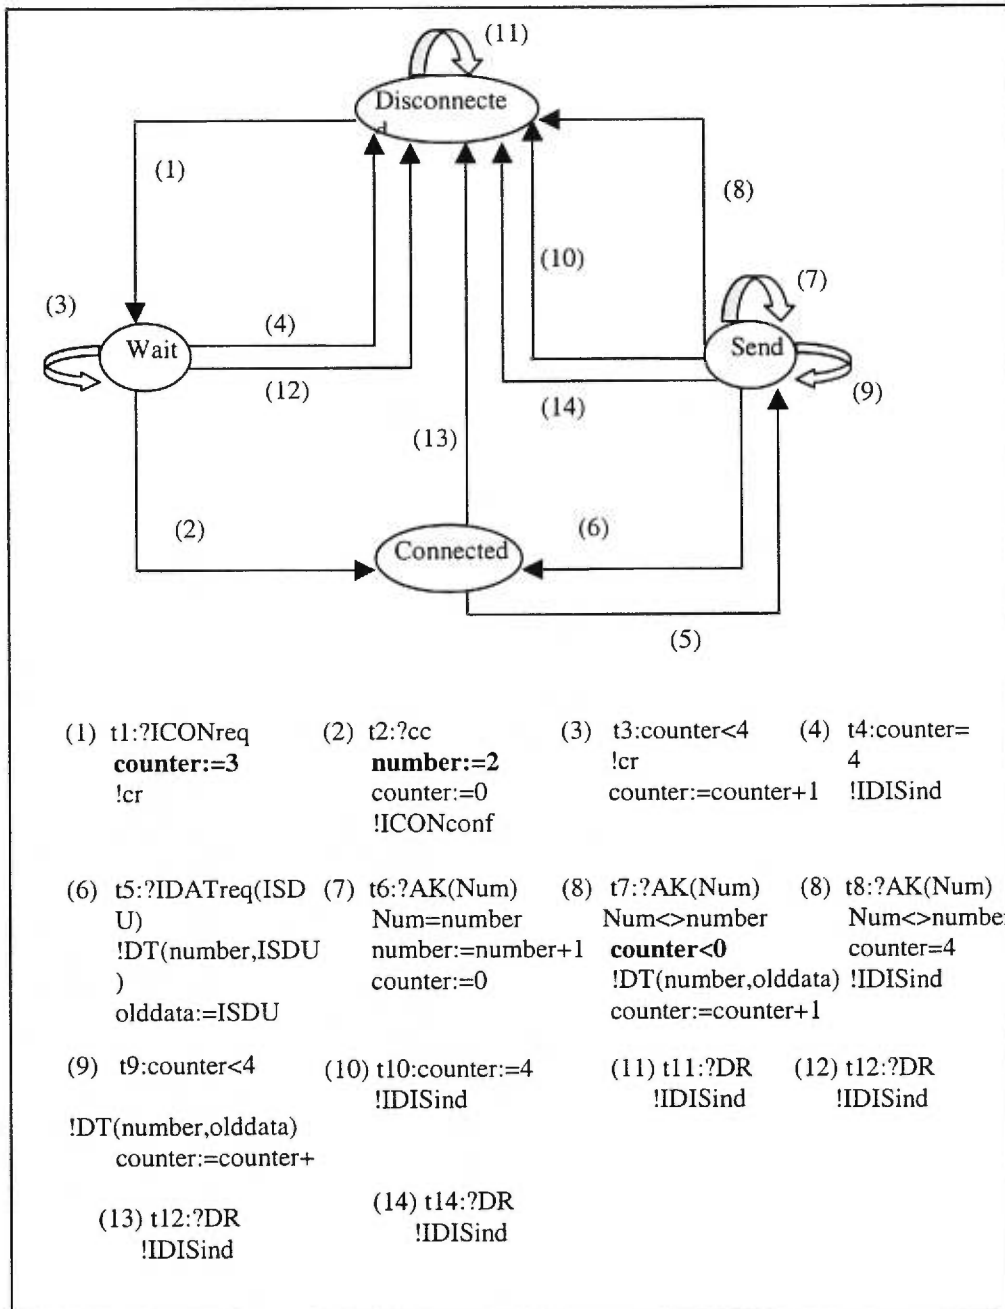 (11)
Disconnecte
d
(1)
(8)
(10)
(7)
(3)
(4)
Wait
Send
(12)
(14)
(9)
(13)
(2)
(6)
Connected
(5)
(1) t1:?ICONreq
counter:=3
!cr
(2) t2:?cc
number:=2
counter:=0
!ICONconf
(3) t3:counter<4
!cr
counter:=counter+1
(4) t4:counter=
4
!IDISind
(6) t5:?IDATreq(ISD
U)
!DT(number,ISDU
)
olddata:=ISDU
(7) t6:?AK(Num)
Num=number
number:=number+1
counter:=0
(8) t7:?AK(Num)
Num<>number
counter<0
!DT(number,olddata)
counter:=counter+1
(8) t8:?AK(Num)
Num<>number
counter=4
!IDISind
(9) t9:counter<4
!DT(number,olddata)
counter:=counter+
(10) t10:counter:=4
!IDISind
(11) t11:?DR
!IDISind
(12) t12:?DR
!IDISind
(13) t12:?DR
!IDISind
(14) t14:?DR
!IDISind